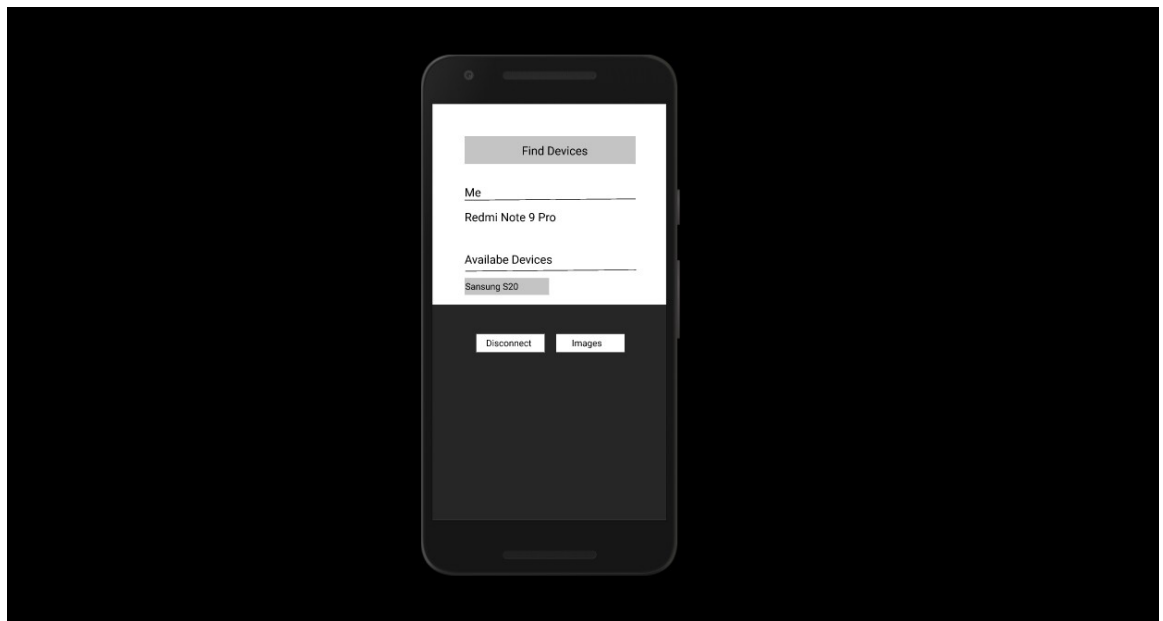 Find Devices
Me
Redmi Note 9 Pro
Availabe Devices
Sansung S20
Disconnect
Images